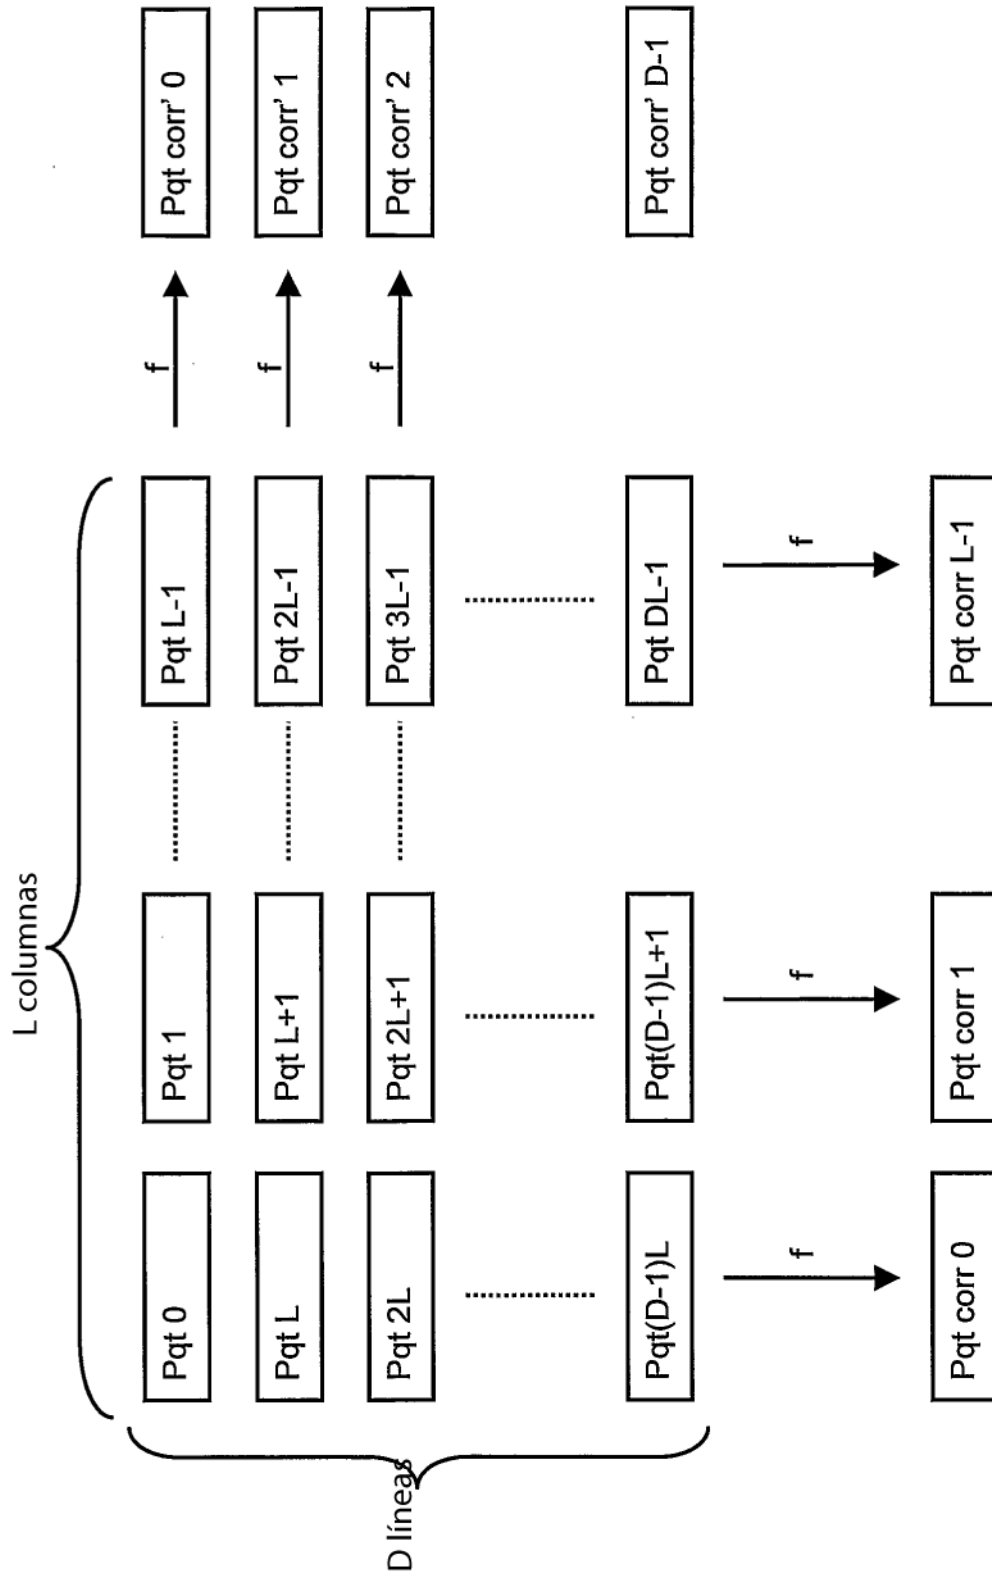 L columnas
Pqt 0
Pqt 1
Pqt L-1
f
Pqt corr' 0
Pqt L
Pqt L+1
Pqt 2L-1
f
Pqt corr' 1
D líneas
Pqt 2L
Pqt 2L+1
Pqt 3L-1
f
Pqt corr' 2
Pqt(D-1)L
Pqt(D-1)L+1
Pqt DL-1
Pqt corr' D-1
f
f
f
Pqt corr 0
Pqt corr 1
Pqt corr L-1